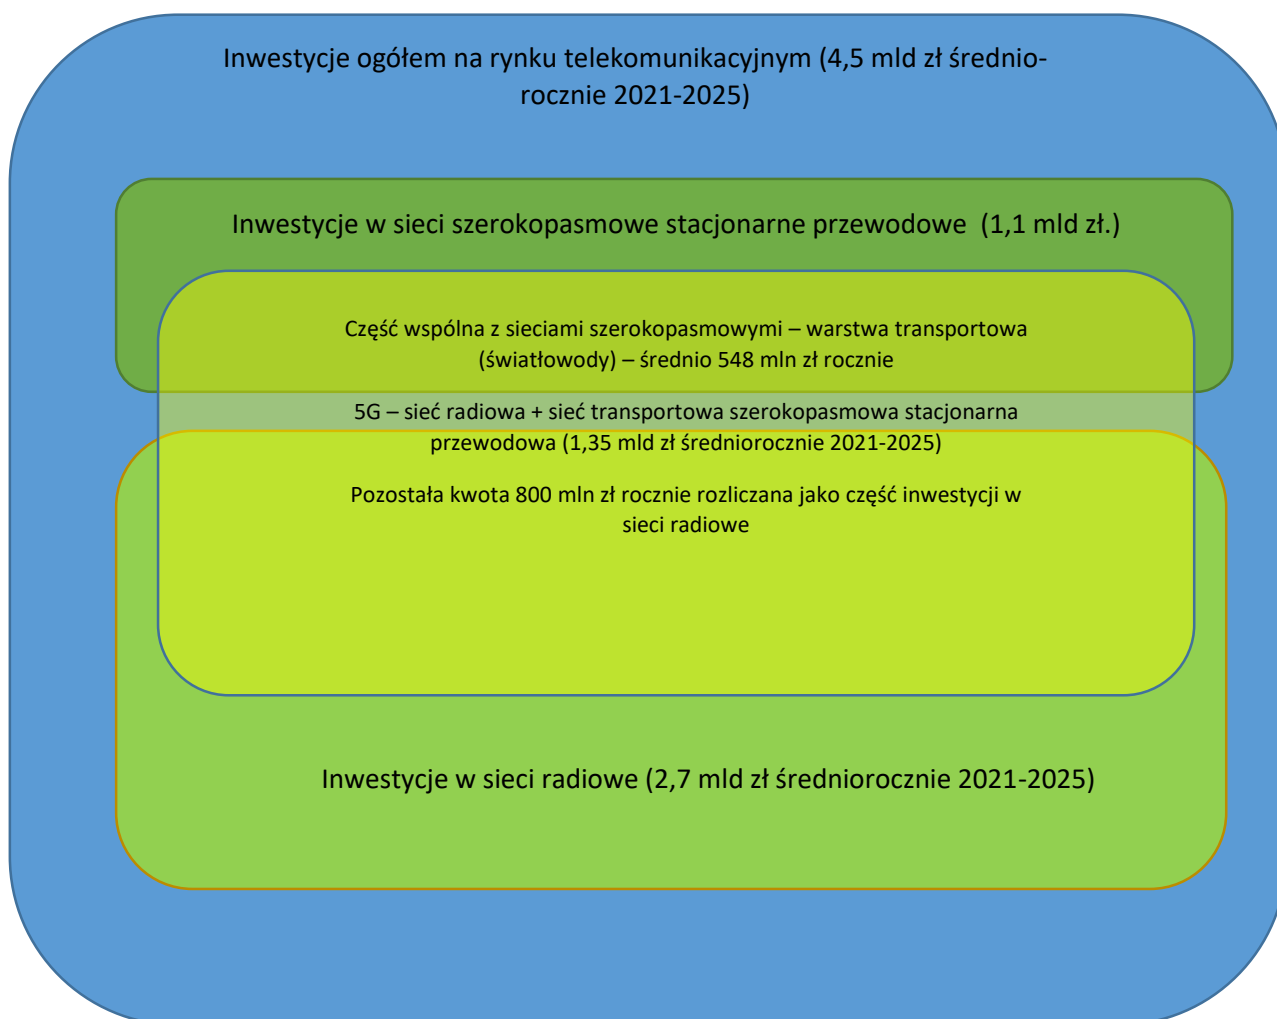 Inwestycje ogółem na rynku telekomunikacyjnym (4,5 mld zł średnio-
rocznie 2021-2025)
Inwestycje w sieci szerokopasmowe stacjonarne przewodowe (1,1 mld zł.)
Część wspólna z sieciami szerokopasmowymi – warstwa transportowa
(światłowody) – średnio 548 mln zł rocznie
5G – sieć radiowa + sieć transportowa szerokopasmowa stacjonarna
przewodowa (1,35 mld zł średniorocznie 2021-2025)
Pozostała kwota 800 mln zł rocznie rozliczana jako część inwestycji w
sieci radiowe
Inwestycje w sieci radiowe (2,7 mld zł średniorocznie 2021-2025)